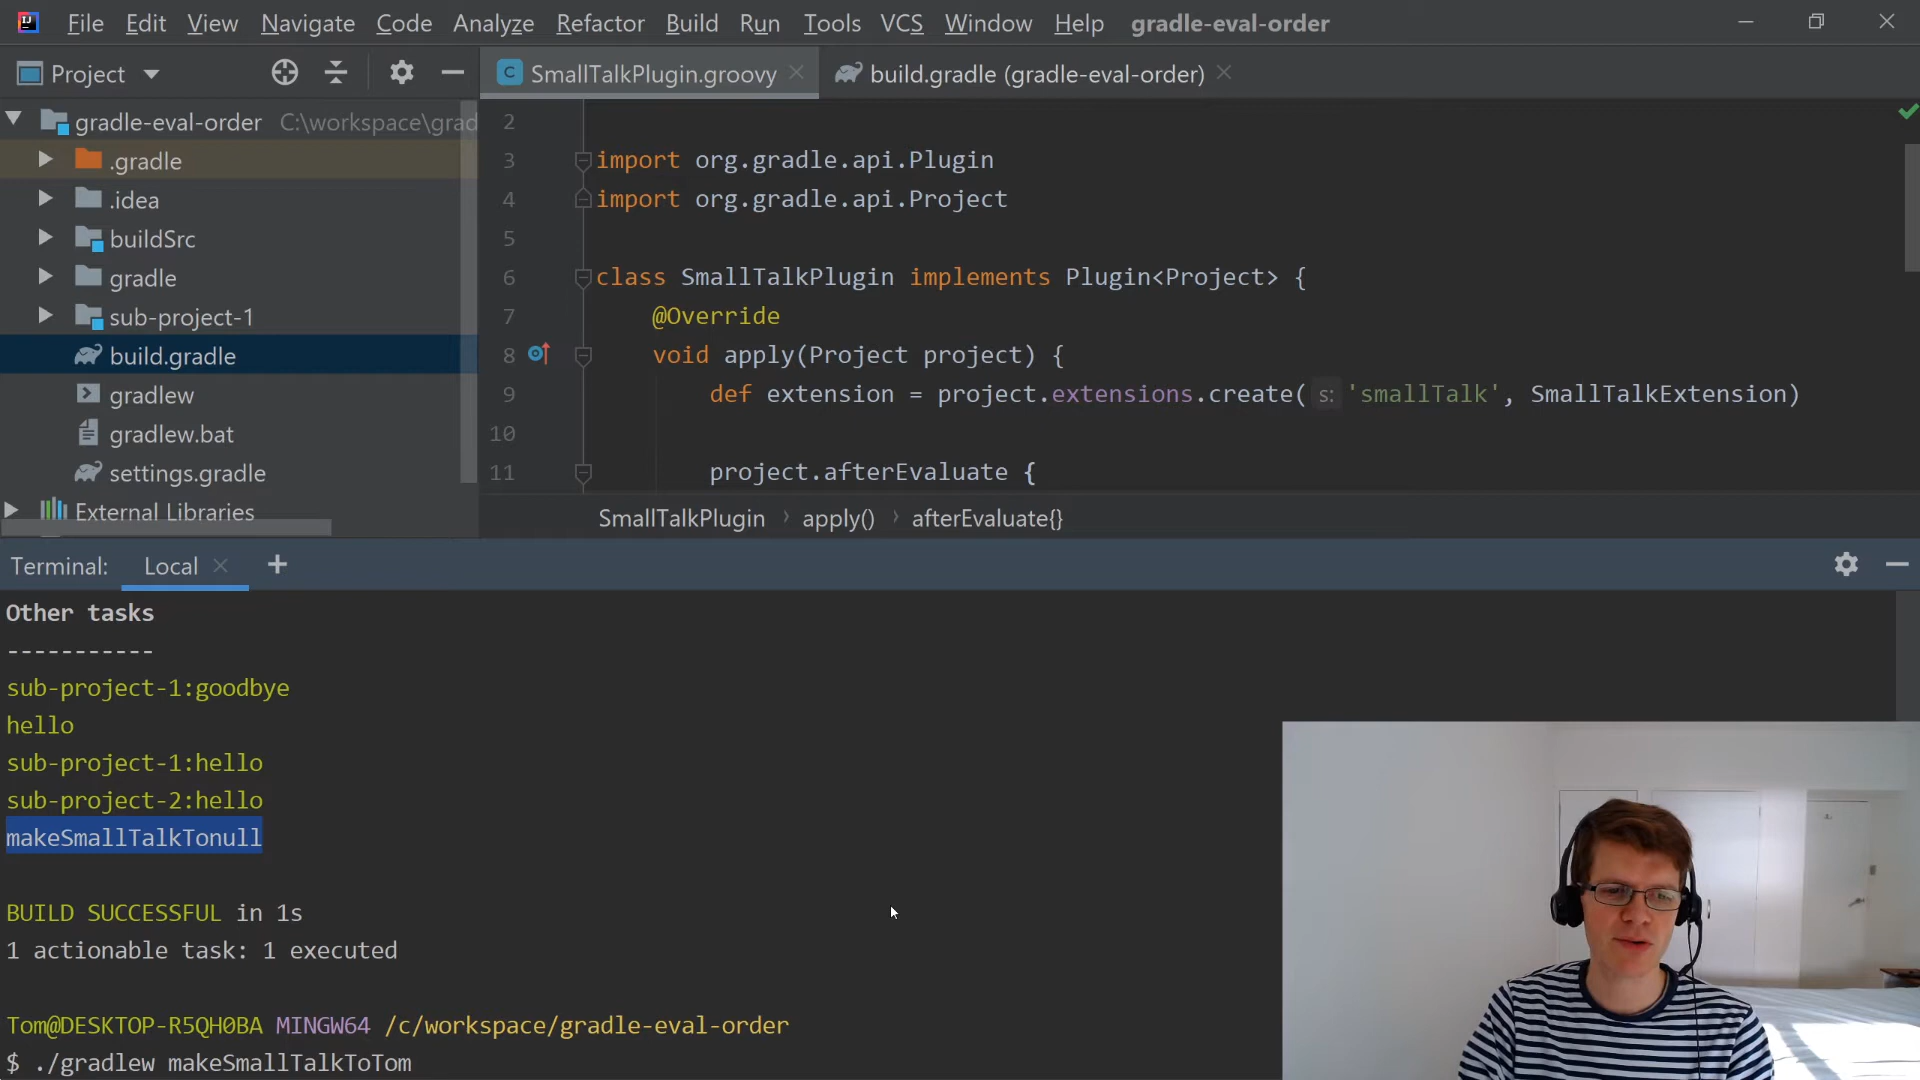 File Edit View Navigate Code Analyze Refactor Build Run Tools VCS Window Help gradle-eval-order
Project
SmallTalkPlugin.groovy
build.gradle (gradle-eval-order)
gradle-eval-order C:\workspace\grad
.gradle
.idea
buildSrc
gradle
sub-project-1
build.gradle
gradlew
gradlew.bat
settings.gradle
External Libraries
2
3 import org.gradle.api.Plugin
4 import org.gradle.api.Project
5
6 class SmallTalkPlugin implements Plugin<Project> {
7 @Override
8 void apply(Project project) {
9 def extension = project.extensions.create( s: 'smallTalk', SmallTalkExtension)
10
11 project.afterEvaluate {
SmallTalkPlugin › apply() › afterEvaluate{}
Terminal: Local
Other tasks
-----------
sub-project-1:goodbye
hello
sub-project-1:hello
sub-project-2:hello
makeSmallTalkTonull
BUILD SUCCESSFUL in 1s
1 actionable task: 1 executed
Tom@DESKTOP-R5QH0BA MINGW64 /c/workspace/gradle-eval-order
$ ./gradlew makeSmallTalkToTom